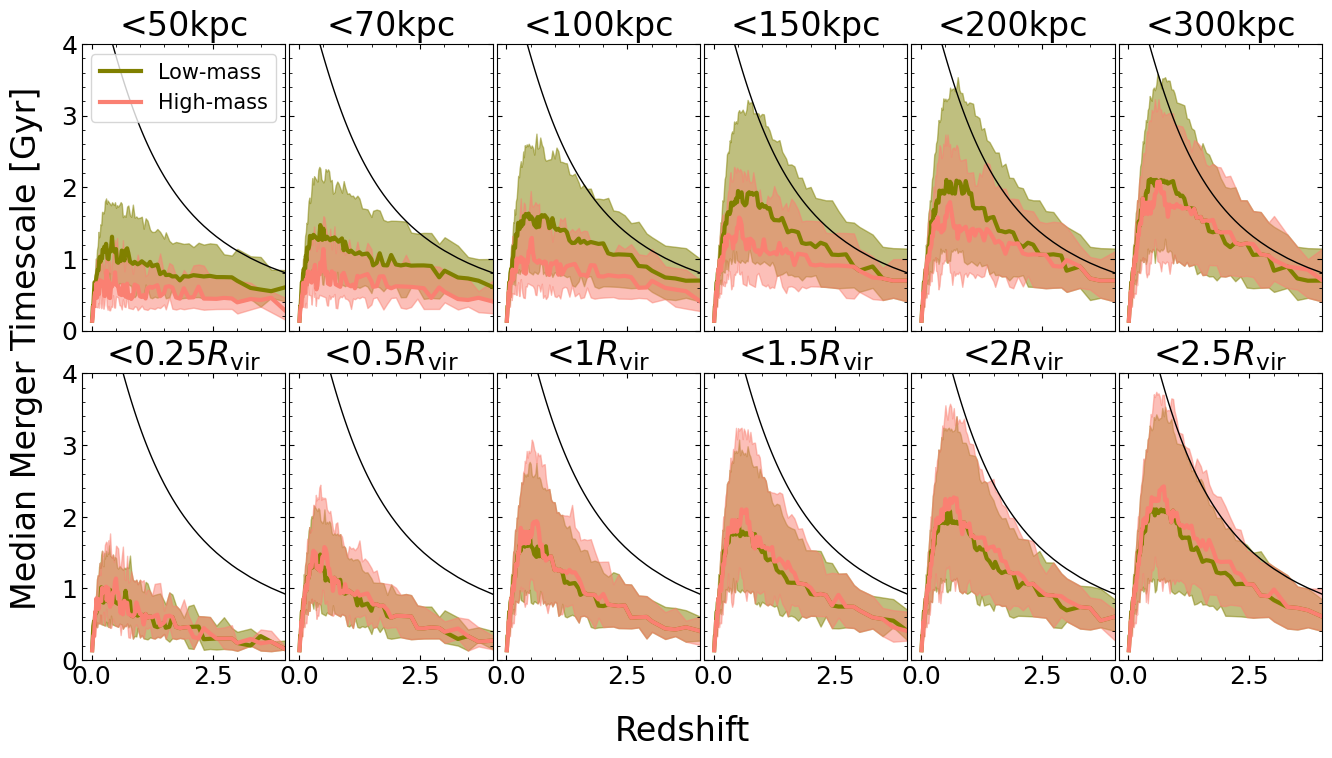 <50kpc <70kpc <100kpc <150kpc <200kpc <300kpc
4
3
2
1
0
Low-mass
High-mass
Median Merger Timescale [Gyr]
<0.25Rvir <0.5Rvir <1Rvir <1.5Rvir <2Rvir <2.5Rvir
4
3
2
1
0
0.0 2.5 0.0 2.5 0.0 2.5 0.0 2.5 0.0 2.5 0.0 2.5
Redshift